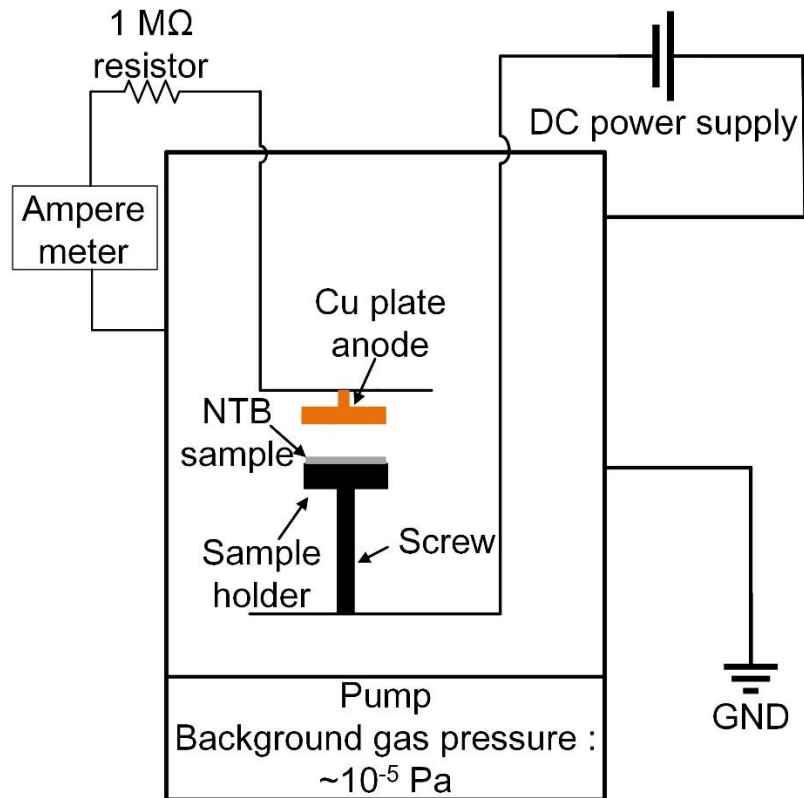 1 MΩ
resistor
DC power supply
Ampere
meter
Cu plate
anode
NTB
sample
Sample
holder
Screw
GND
Pump
Background gas pressure :
~10⁻⁵ Pa